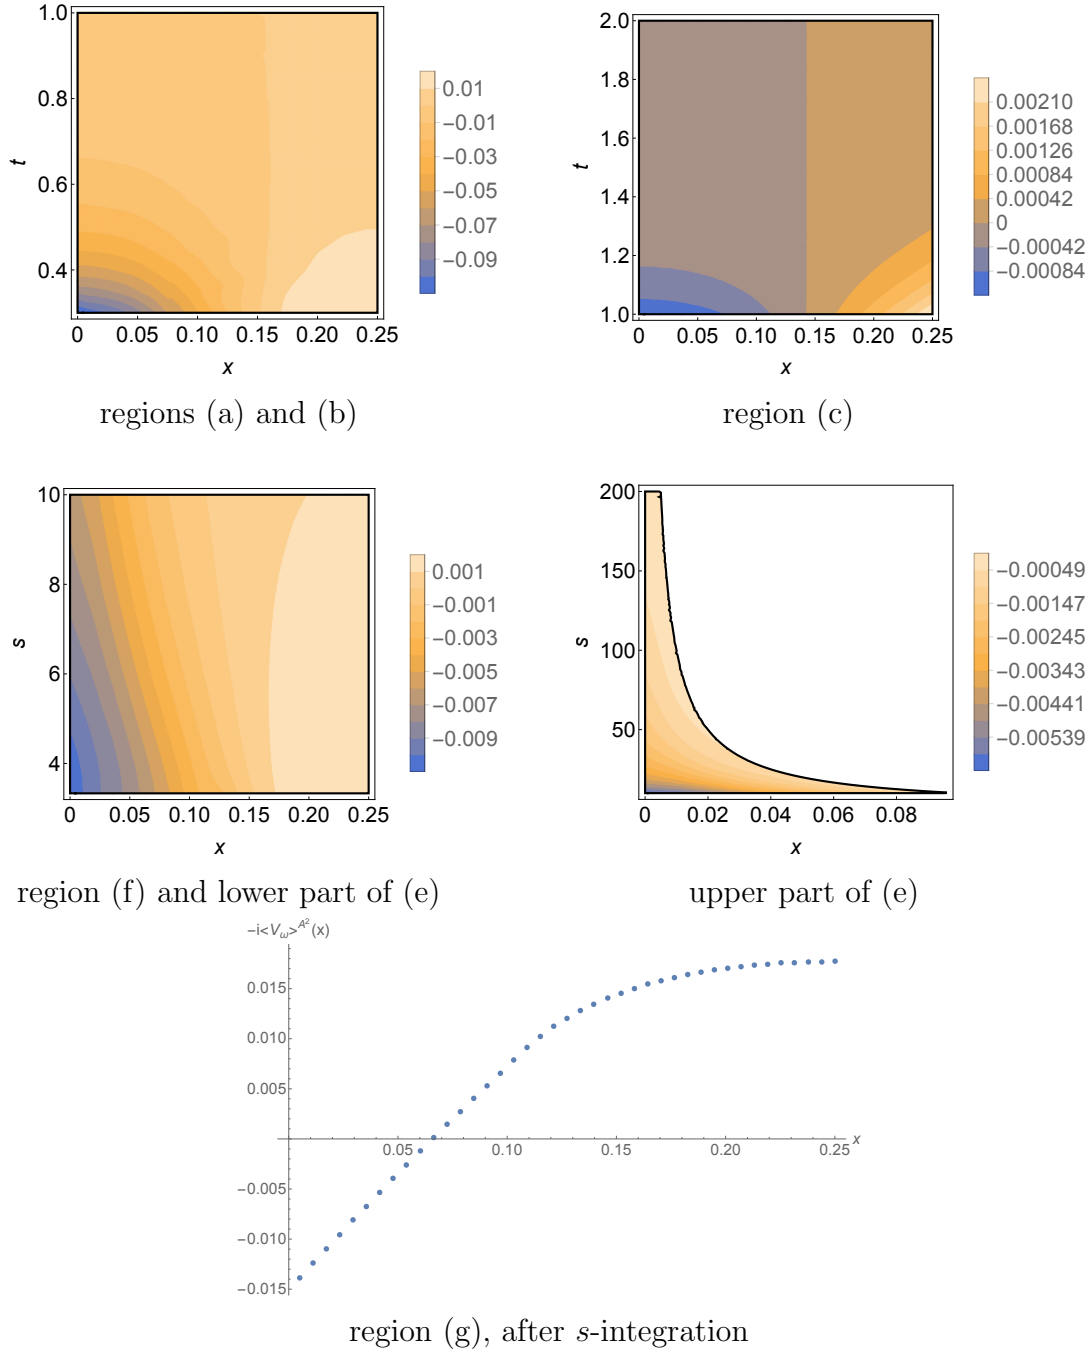 1.0
0.8
0.6
0.4
t
0 0.05 0.10 0.15 0.20 0.25
x
0.01
−0.01
−0.03
−0.05
−0.07
−0.09
regions (a) and (b)
2.0
1.8
1.6
1.4
1.2
1.0
t
0 0.05 0.10 0.15 0.20 0.25
x
0.00210
0.00168
0.00126
0.00084
0.00042
0
−0.00042
−0.00084
region (c)
10
8
6
4
s
0 0.05 0.10 0.15 0.20 0.25
x
0.001
−0.001
−0.003
−0.005
−0.007
−0.009
region (f) and lower part of (e)
200
150
100
50
s
0 0.02 0.04 0.06 0.08
x
−0.00049
−0.00147
−0.00245
−0.00343
−0.00441
−0.00539
upper part of (e)
−i<V_ω>^{A^2}(x)
0.015
0.010
0.005
0.05 0.10 0.15 0.20 0.25 x
−0.005
−0.010
−0.015
region (g), after s-integration